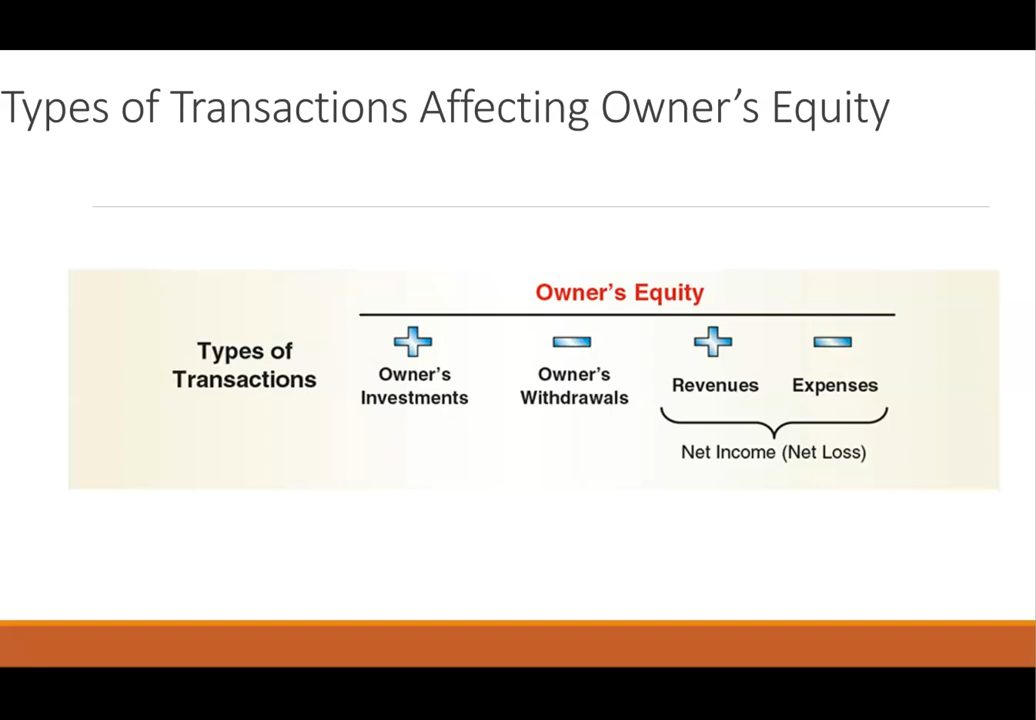 Types of Transactions Affecting Owner’s Equity
Owner’s Equity
Types of
Transactions
Owner’s
Investments
Owner’s
Withdrawals
Revenues
Expenses
Net Income (Net Loss)